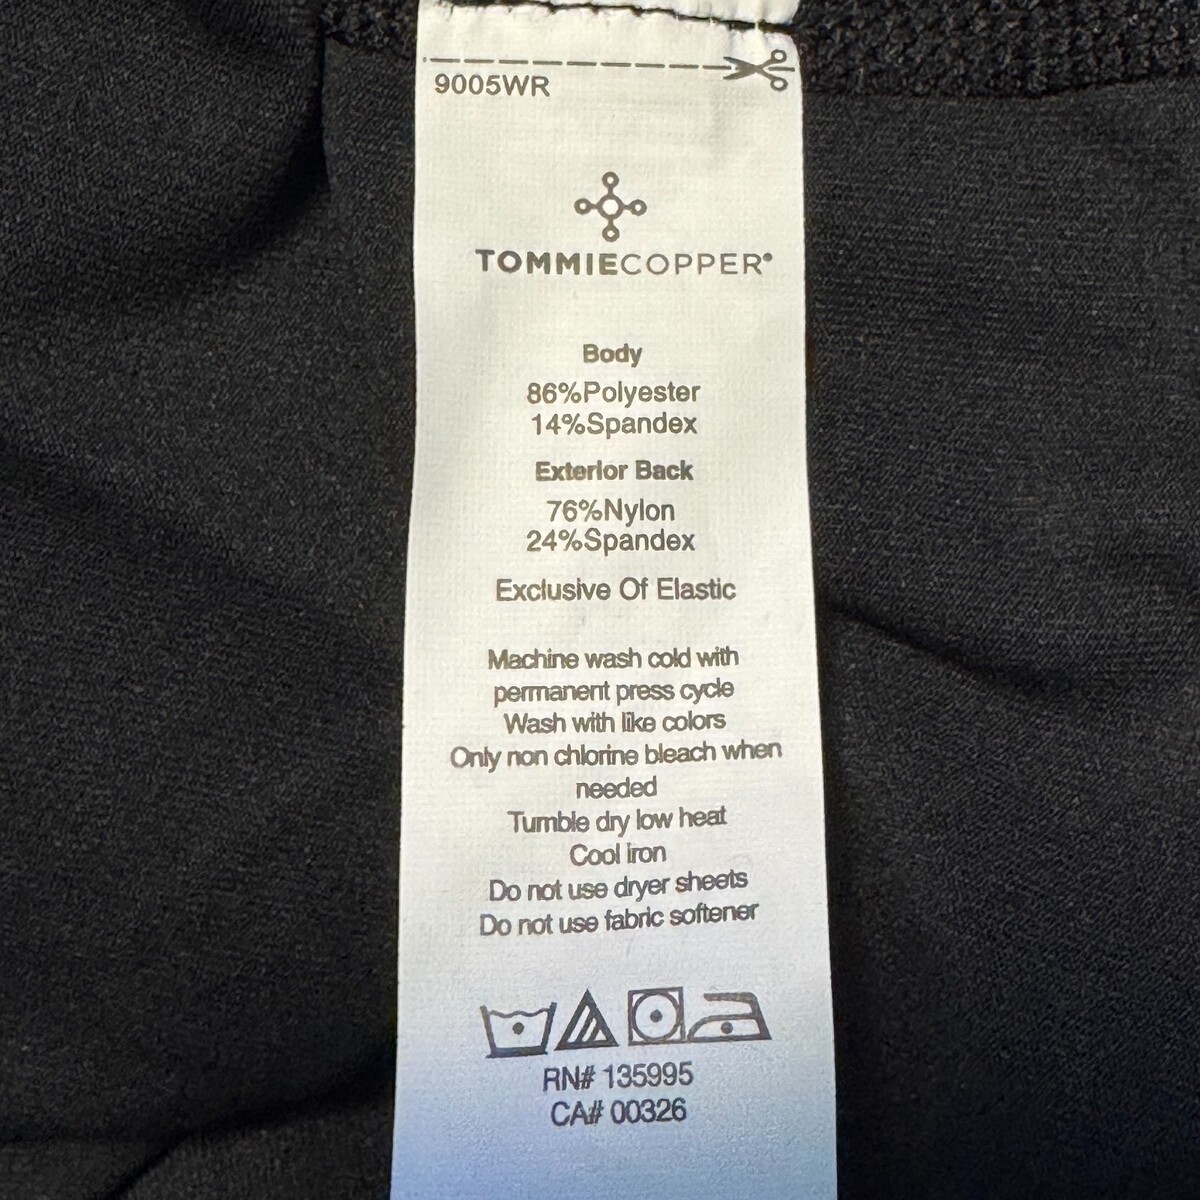 9005WR
TOMMIECOPPER®
Body
86%Polyester
14%Spandex
Exterior Back
76%Nylon
24%Spandex
Exclusive Of Elastic
Machine wash cold with
permanent press cycle
Wash with like colors
Only non chlorine bleach when
needed
Tumble dry low heat
Cool iron
Do not use dryer sheets
Do not use fabric softener
RN# 135995
CA# 00326